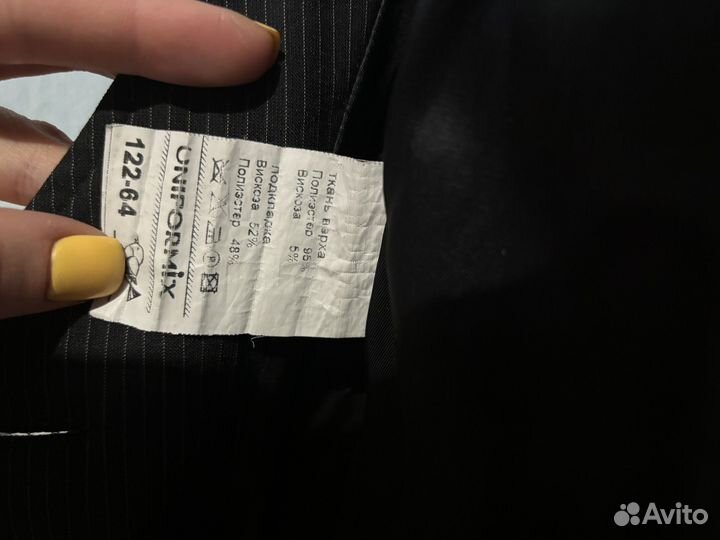 ткань верха
Полиэстер 95%
Вискоза 5%
подкладка
Вискоза 52%
Полиэстер 48%
UNIFORMix
122-64
Avito